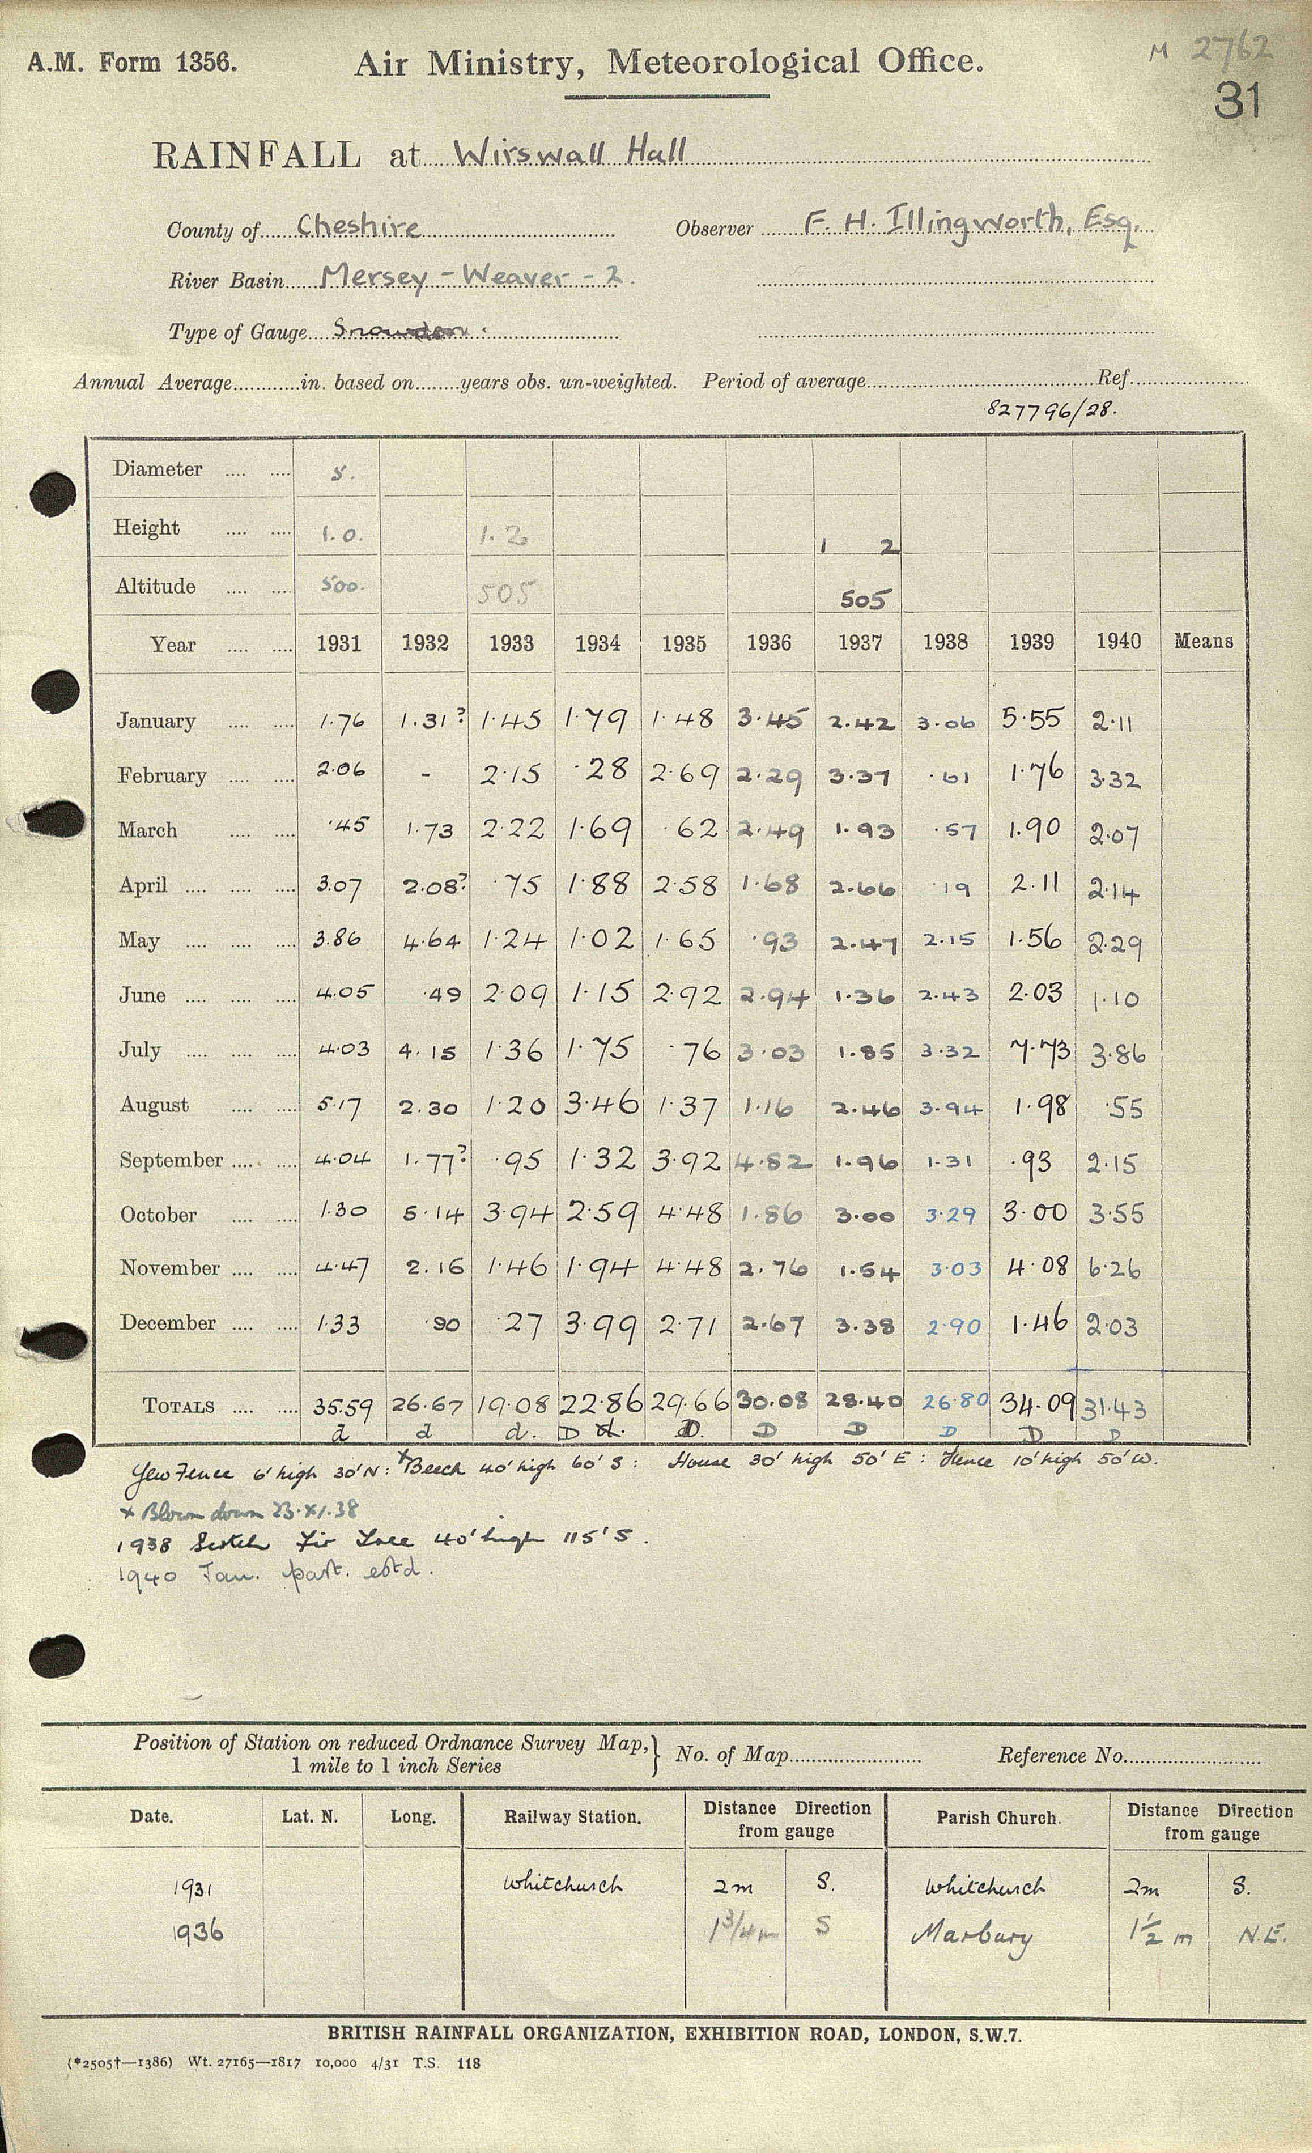 A.M. Form 1356. Air Ministry, Meteorological Office. M 2762
31
RAINFALL at Wirswall Hall
County of Cheshire Observer F. H. Illingworth, Esq.
River Basin Mersey - Weaver - 2.
Type of Gauge Snowdon.
Annual Average in. based on years obs. un-weighted. Period of average Ref.
827796/28.
Diameter 5.
Height 1.0. 1.2 1 2
Altitude 500. 505 505
Year 1931 1932 1933 1934 1935 1936 1937 1938 1939 1940 Means
January 1.76 1.31? 1.45 1.79 1.48 3.45 2.42 3.06 5.55 2.11
February 2.06 - 2.15 .28 2.69 2.29 3.37 .61 1.76 3.32
March .45 1.73 2.22 1.69 .62 2.49 1.93 .57 1.90 2.07
April 3.07 2.08? .75 1.88 2.58 1.68 2.66 .19 2.11 2.14
May 3.86 4.64 1.24 1.02 1.65 .93 2.47 2.15 1.56 2.29
June 4.05 .49 2.09 1.15 2.92 2.94 1.36 2.43 2.03 1.10
July 4.03 4.15 1.36 1.75 .76 3.03 1.85 3.32 7.73 3.86
August 5.17 2.30 1.20 3.46 1.37 1.16 2.46 3.94 1.98 .55
September 4.04 1.77? .95 1.32 3.92 4.82 1.96 1.31 .93 2.15
October 1.30 5.14 3.94 2.59 4.48 1.86 3.00 3.29 3.00 3.55
November 4.47 2.16 1.46 1.94 4.48 2.76 1.54 3.03 4.08 6.26
December 1.33 .90 .27 3.99 2.71 2.67 3.38 2.90 1.46 2.03
TOTALS 35.59 26.67 19.08 22.86 29.66 30.08 28.40 26.80 34.09 31.43
d d d. D d. D. D D D D D
Yew Fence 6' high 30' N: *Beech 40' high 60' S: House 30' high 50' E: Fence 10' high 50' W.
x Blown down 23.XI.38
1938 Scotch Fir Tree 40' high 115' S.
1940 Jan. part. estd.
Position of Station on reduced Ordnance Survey Map, } No. of Map Reference No.
1 mile to 1 inch Series
Date. Lat. N. Long. Railway Station. Distance Direction from gauge Parish Church. Distance Direction from gauge
1931 Whitchurch 2m S. Whitchurch 2m S.
1936 1 3/4 m S Marbury 1 1/2 m N.E.
BRITISH RAINFALL ORGANIZATION, EXHIBITION ROAD, LONDON, S.W.7.
(*2505†—1386) Wt. 27165—1817 10,000 4/31 T.S. 118